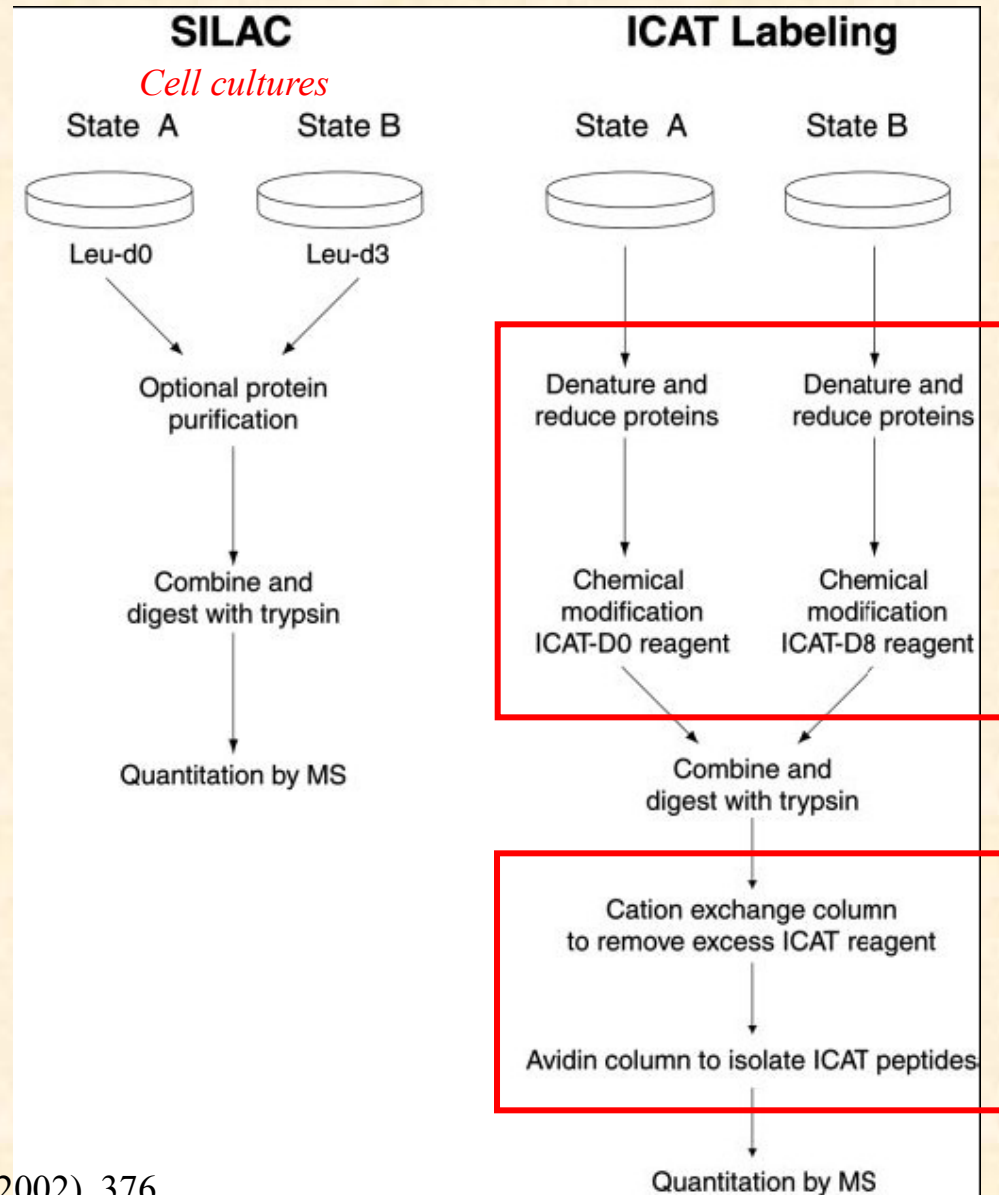 SILAC
Cell cultures
State A
State B
Leu-d0
Leu-d3
Optional protein
purification
Combine and
digest with trypsin
Quantitation by MS
ICAT Labeling
State A
State B
Denature and
reduce proteins
Denature and
reduce proteins
Chemical
modification
ICAT-D0 reagent
Chemical
modification
ICAT-D8 reagent
Combine and
digest with trypsin
Cation exchange column
to remove excess ICAT reagent
Avidin column to isolate ICAT peptides
Quantitation by MS
2002), 376